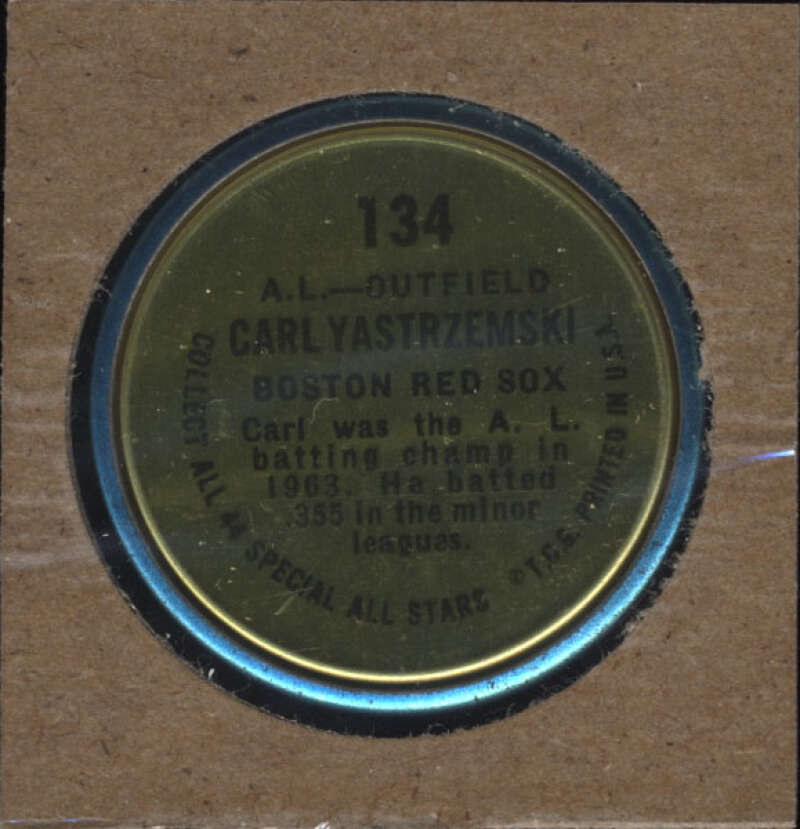 134
A.L.—OUTFIELD
CARL YASTRZEMSKI
BOSTON RED SOX
Carl was the A. L.
batting champ in
1963. He batted
.355 in the minor
leagues.
COLLECT ALL 44 SPECIAL ALL STARS
© T.C.G. PRINTED IN U.S.A.